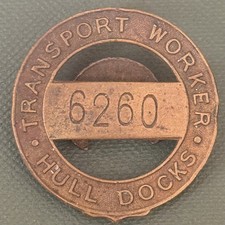 · TRANSPORT WORKER ·
6260
HULL DOCKS